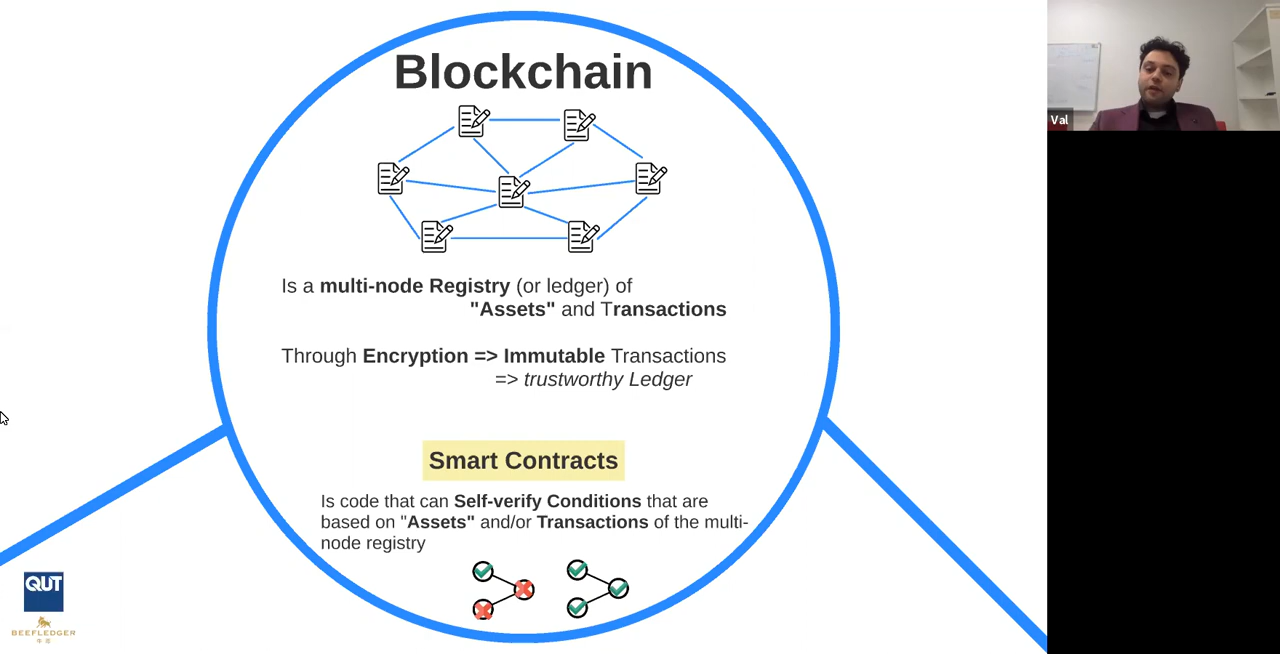 Blockchain
Val
Is a multi-node Registry (or ledger) of
"Assets" and Transactions
Through Encryption => Immutable Transactions
=> trustworthy Ledger
Smart Contracts
Is code that can Self-verify Conditions that are
based on "Assets" and/or Transactions of the multi-
node registry
QUT
BEEFLEDGER